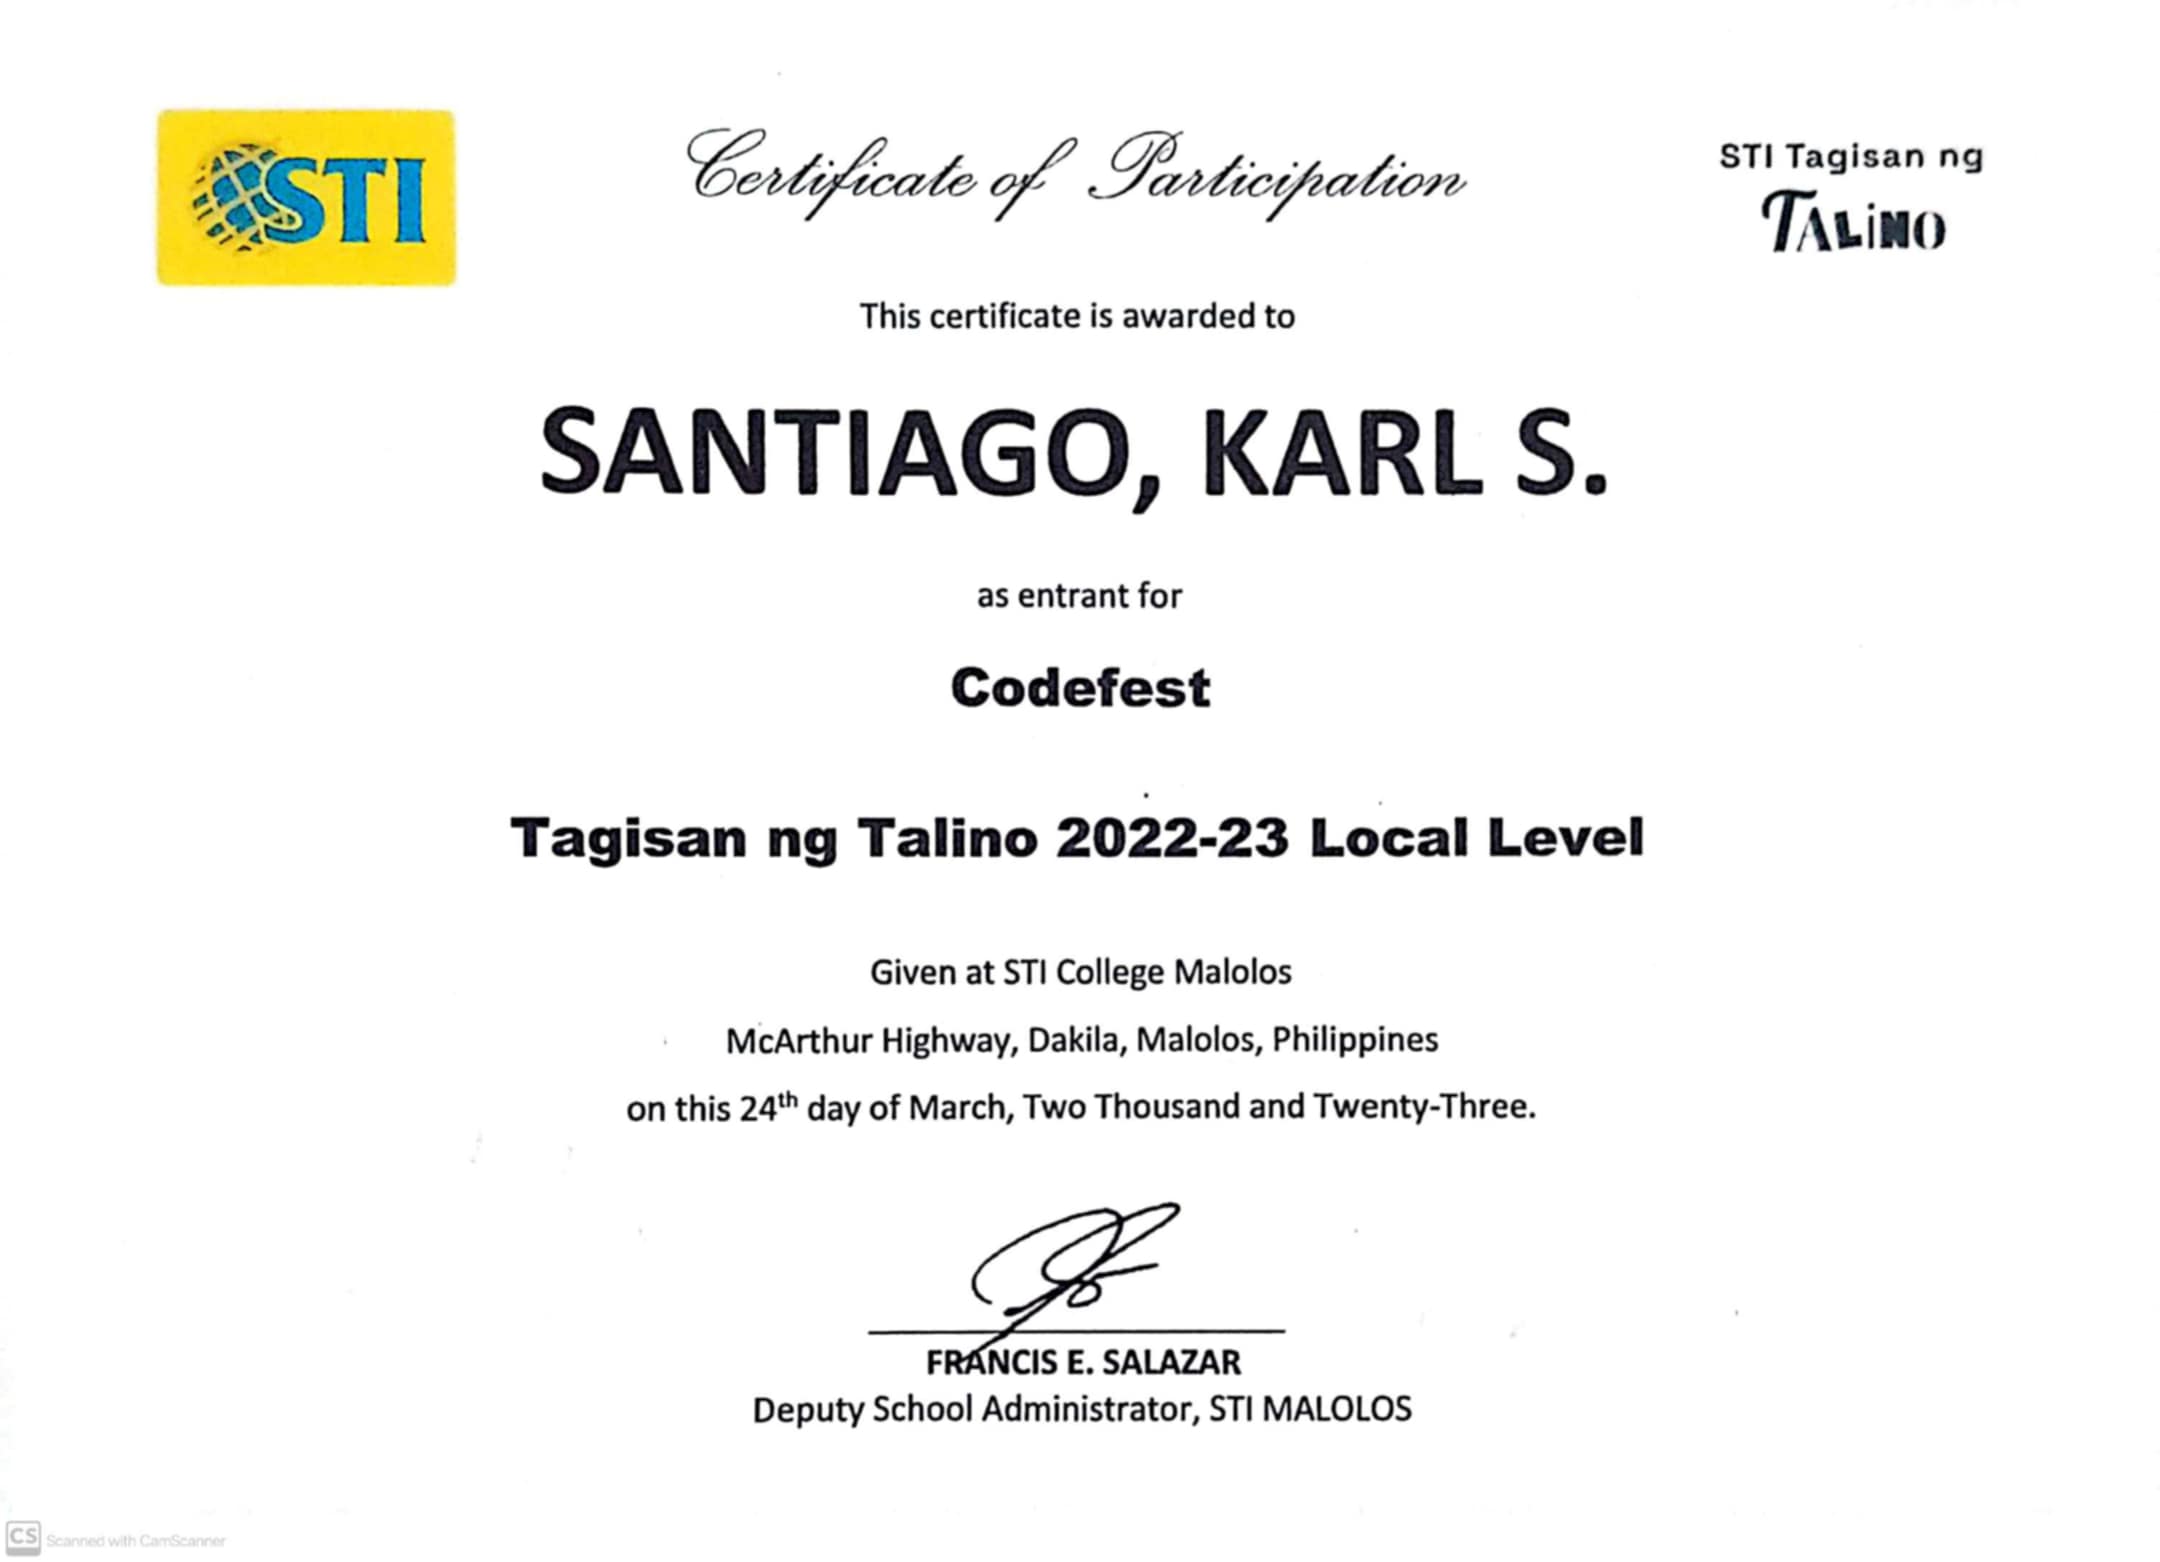 STI
Certificate of Participation
STI Tagisan ng
TALiNO
This certificate is awarded to
SANTIAGO, KARL S.
as entrant for
Codefest
Tagisan ng Talino 2022-23 Local Level
Given at STI College Malolos
McArthur Highway, Dakila, Malolos, Philippines
on this 24th day of March, Two Thousand and Twenty-Three.
FRANCIS E. SALAZAR
Deputy School Administrator, STI MALOLOS
CS Scanned with CamScanner